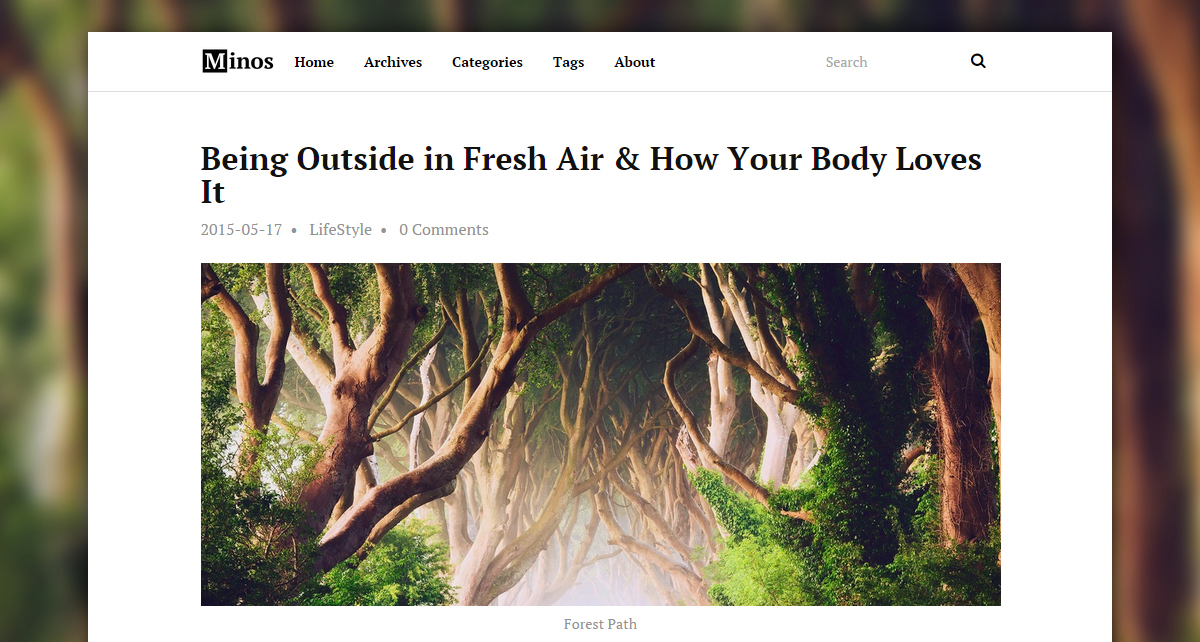 Minos Home Archives Categories Tags About Search
Being Outside in Fresh Air & How Your Body Loves
It
2015-05-17 • LifeStyle • 0 Comments
Forest Path